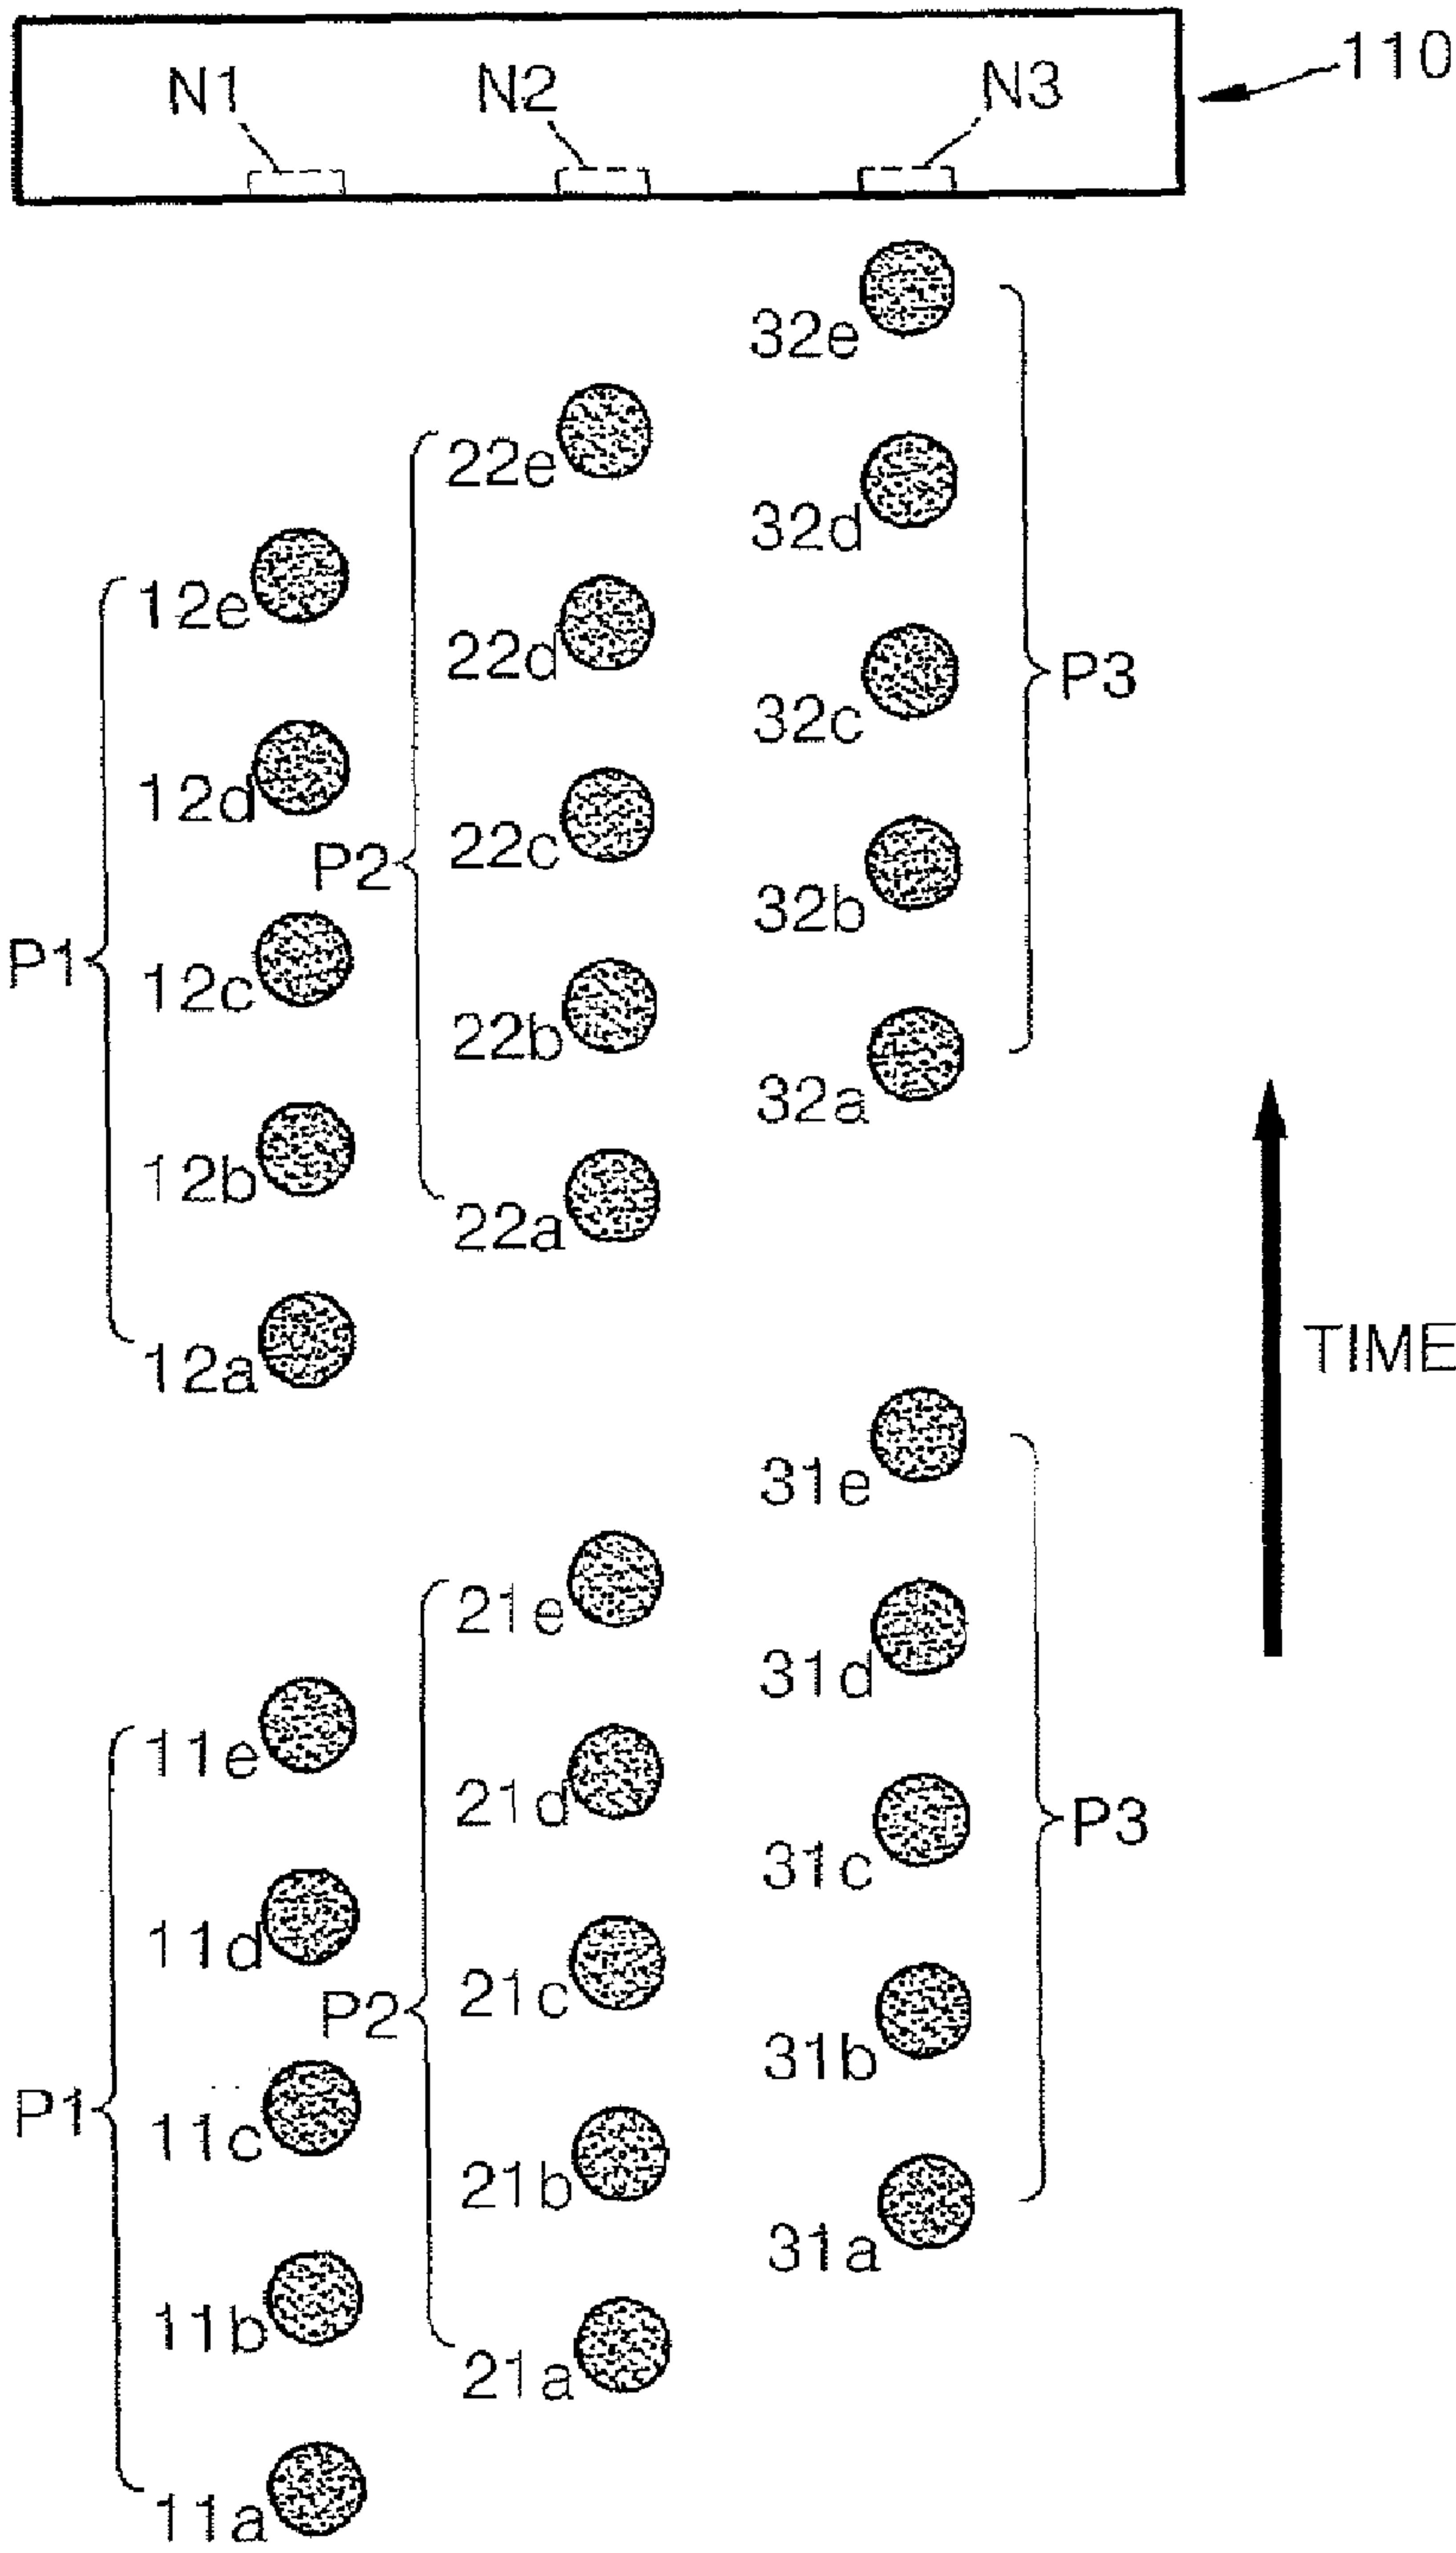 110
N1 N2 N3
32e
22e
32d
12e
22d
P3
32c
12d
22c
P2
32b
P1
12c
22b
32a
12b
22a
TIME
12a
31e
21e
31d
11e
21d
P3
31c
11d
21c
P2
31b
P1
11c
21b
31a
11b
21a
11a